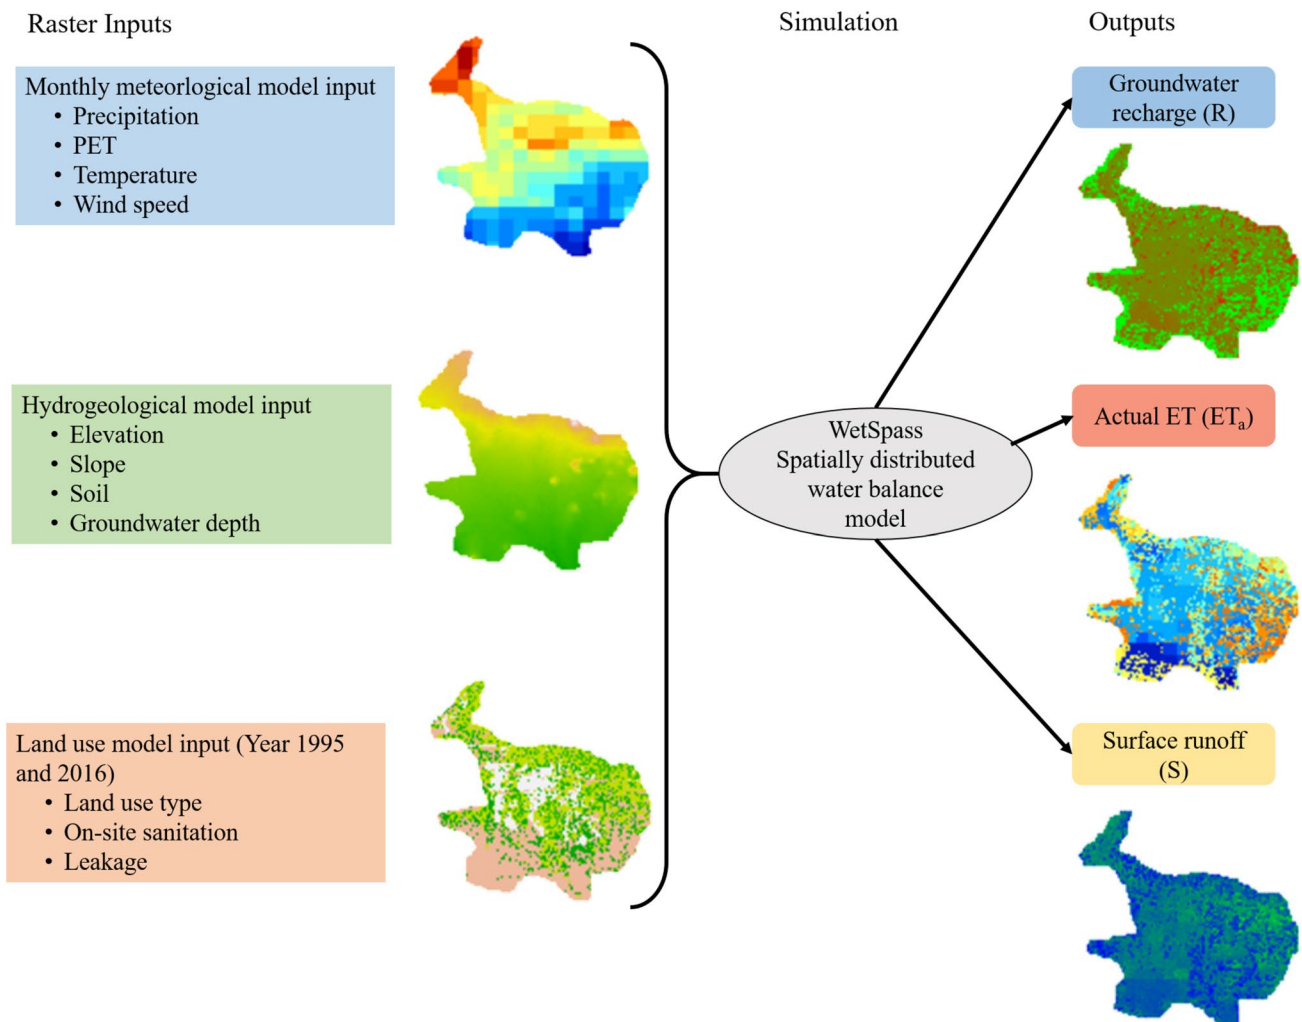 Raster Inputs
Simulation
Outputs
Monthly meteorlogical model input
• Precipitation
• PET
• Temperature
• Wind speed
Hydrogeological model input
• Elevation
• Slope
• Soil
• Groundwater depth
Land use model input (Year 1995
and 2016)
• Land use type
• On-site sanitation
• Leakage
WetSpass
Spatially distributed
water balance
model
Groundwater
recharge (R)
Actual ET (ETa)
Surface runoff
(S)